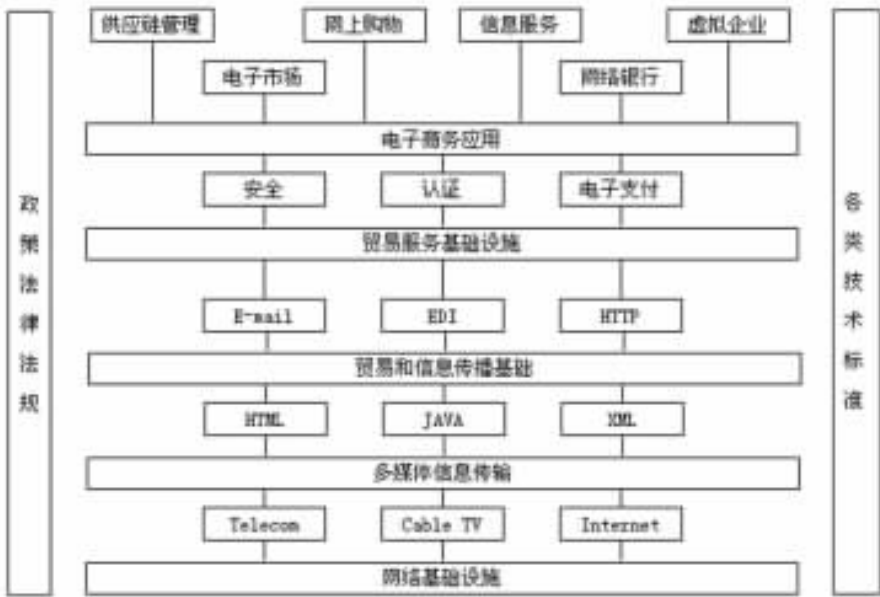 供应链管理
网上购物
信息服务
虚拟企业
电子市场
网络银行
电子商务应用
安全
认证
电子支付
贸易服务基础设施
E-mail
EDI
HTTP
贸易和信息传播基础
HTML
JAVA
XML
多媒体信息传输
Telecom
Cable TV
Internet
网络基础设施
政策法律法规
各类技术标准